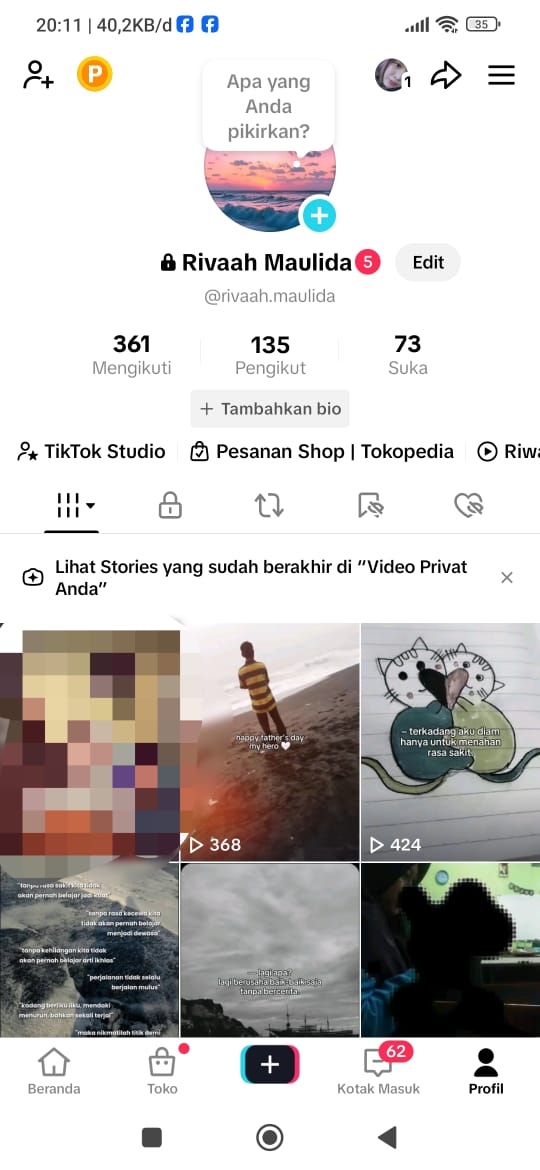 20:11 | 40,2KB/d
35
P
Apa yang
Anda
pikirkan?
1
Rivaah Maulida 5
Edit
@rivaah.maulida
361
135
73
Mengikuti
Pengikut
Suka
+ Tambahkan bio
TikTok Studio
Pesanan Shop | Tokopedia
Riwa
Lihat Stories yang sudah berakhir di “Video Privat
Anda”
happy father's day
my hero
368
– terkadang aku diam
hanya untuk menahan
rasa sakit.
424
"tanpa rasa sakit kita tidak
akan pernah belajar jadi kuat"
"tanpa rasa kecewa kita
tidak akan pernah belajar
menjadi dewasa"
"tanpa kehilangan kita tidak
akan pernah belajar arti ikhlas"
"perjalanan tidak selalu
berjalan mulus"
"kadang berliku liku, mendaki
menurun, bahkan sekali terjal"
"maka nikmatilah titik demi
— lagi apa?
lagi berusaha baik-baik saja
tanpa bercerita.
Beranda
Toko
62
Kotak Masuk
Profil